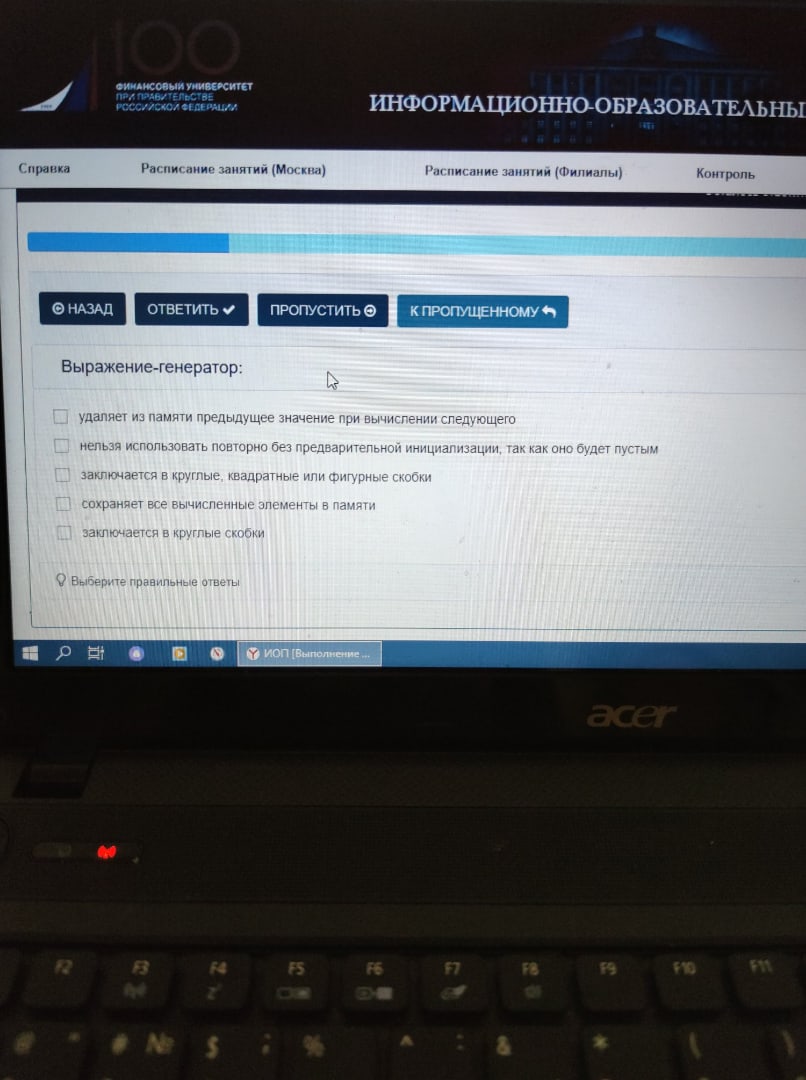 100
ФИНАНСОВЫЙ УНИВЕРСИТЕТ
ПРИ ПРАВИТЕЛЬСТВЕ
РОССИЙСКОЙ ФЕДЕРАЦИИ
ИНФОРМАЦИОННО-ОБРАЗОВАТЕЛЬНЫ
Справка Расписание занятий (Москва) Расписание занятий (Филиалы) Контроль
НАЗАД ОТВЕТИТЬ ПРОПУСТИТЬ К ПРОПУЩЕННОМУ
Выражение-генератор:
удаляет из памяти предыдущее значение при вычислении следующего
нельзя использовать повторно без предварительной инициализации, так как оно будет пустым
заключается в круглые, квадратные или фигурные скобки
сохраняет все вычисленные элементы в памяти
заключается в круглые скобки
Выберите правильные ответы
ИОП [Выполнение ...
acer
F2 F3 F4 F5 F6 F7 F8 F9 F10 F11
# № $ ; % ^ : & * ( )